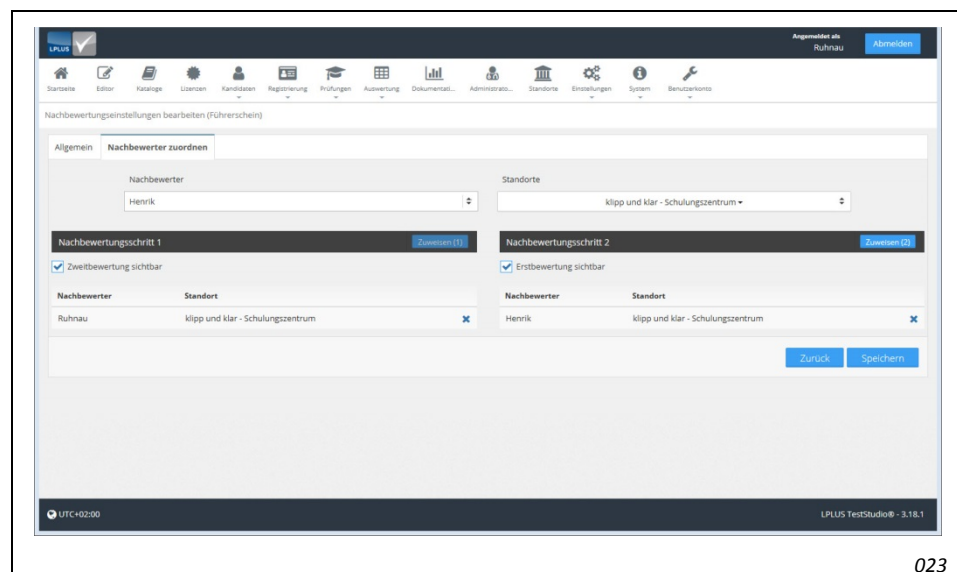 LPLUS
Angemeldet als
Ruhnau
Abmelden
Startseite Editor Kataloge Lizenzen Kandidaten Registrierung Prüfungen Auswertung Dokumentati... Administrato... Standorte Einstellungen System Benutzerkonto
Nachbewertungseinstellungen bearbeiten (Führerschein)
Allgemein Nachbewerter zuordnen
Nachbewerter Standorte
Henrik klipp und klar - Schulungszentrum
Nachbewertungsschritt 1 Zuweisen (1) Nachbewertungsschritt 2 Zuweisen (2)
Zweitbewertung sichtbar Erstbewertung sichtbar
Nachbewerter Standort Nachbewerter Standort
Ruhnau klipp und klar - Schulungszentrum Henrik klipp und klar - Schulungszentrum
Zurück Speichern
UTC+02:00 LPLUS TestStudio® - 3.18.1
023